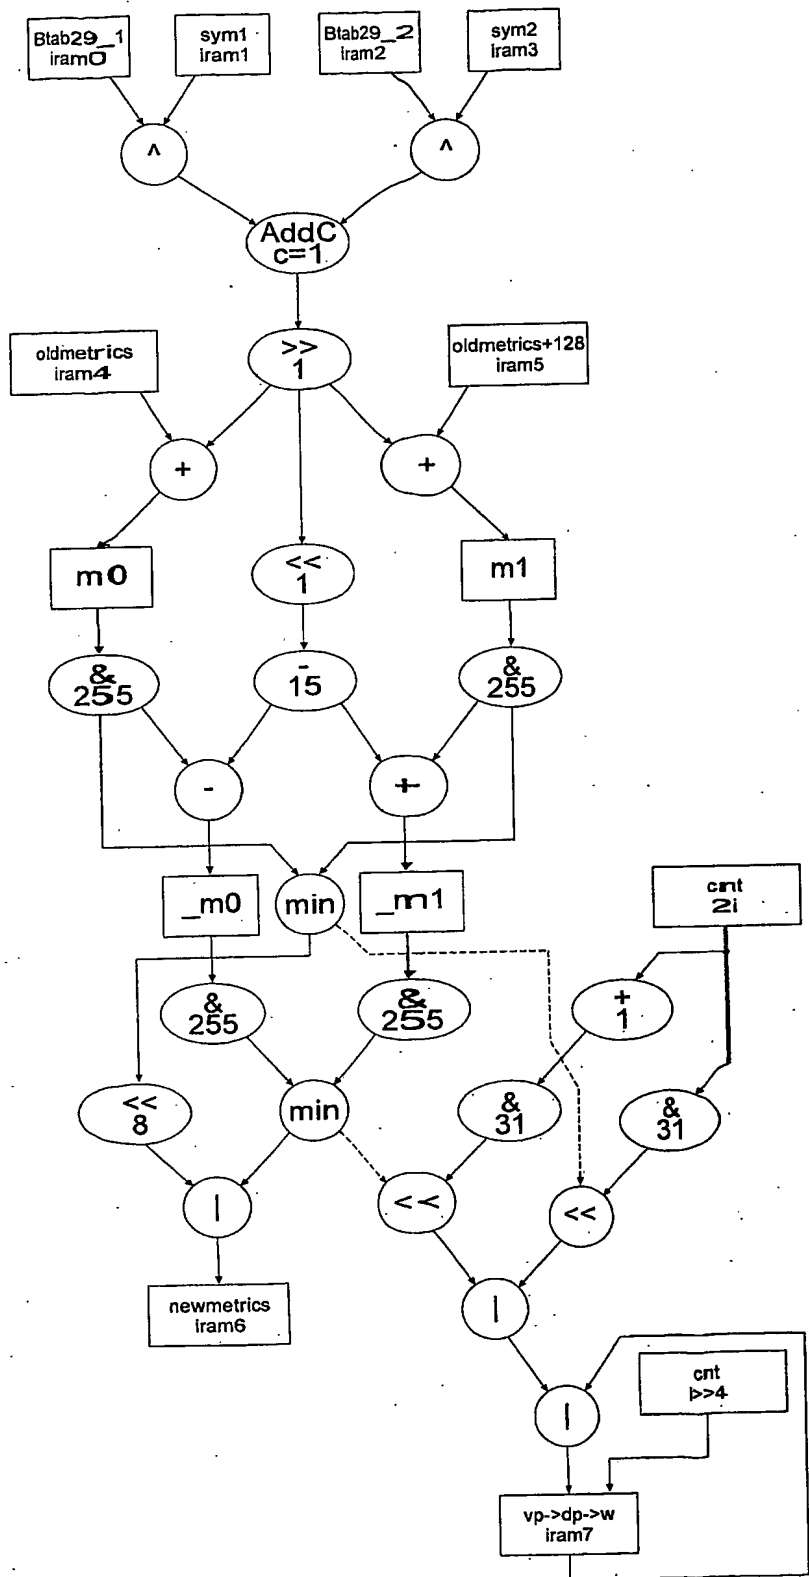 Btab29_1
iram0
sym1
iram1
Btab29_2
iram2
sym2
iram3
^
^
AddC
c=1
oldmetrics
iram4
>>
1
oldmetrics+128
iram5
+
+
m0
<<
1
m1
&
255
-
15
&
255
-
+
_m0
min
_m1
cnt
2i
&
255
&
255
+
1
<<
8
min
&
31
&
31
|
<<
<<
newmetrics
iram6
|
|
cnt
i>>4
vp->dp->w
iram7